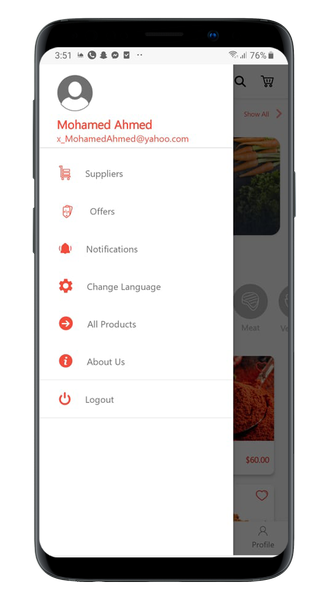 3:51
76%
Mohamed Ahmed
x_MohamedAhmed@yahoo.com
Show All
Suppliers
Offers
Notifications
Change Language
All Products
About Us
Logout
Meat
$60.00
Profile